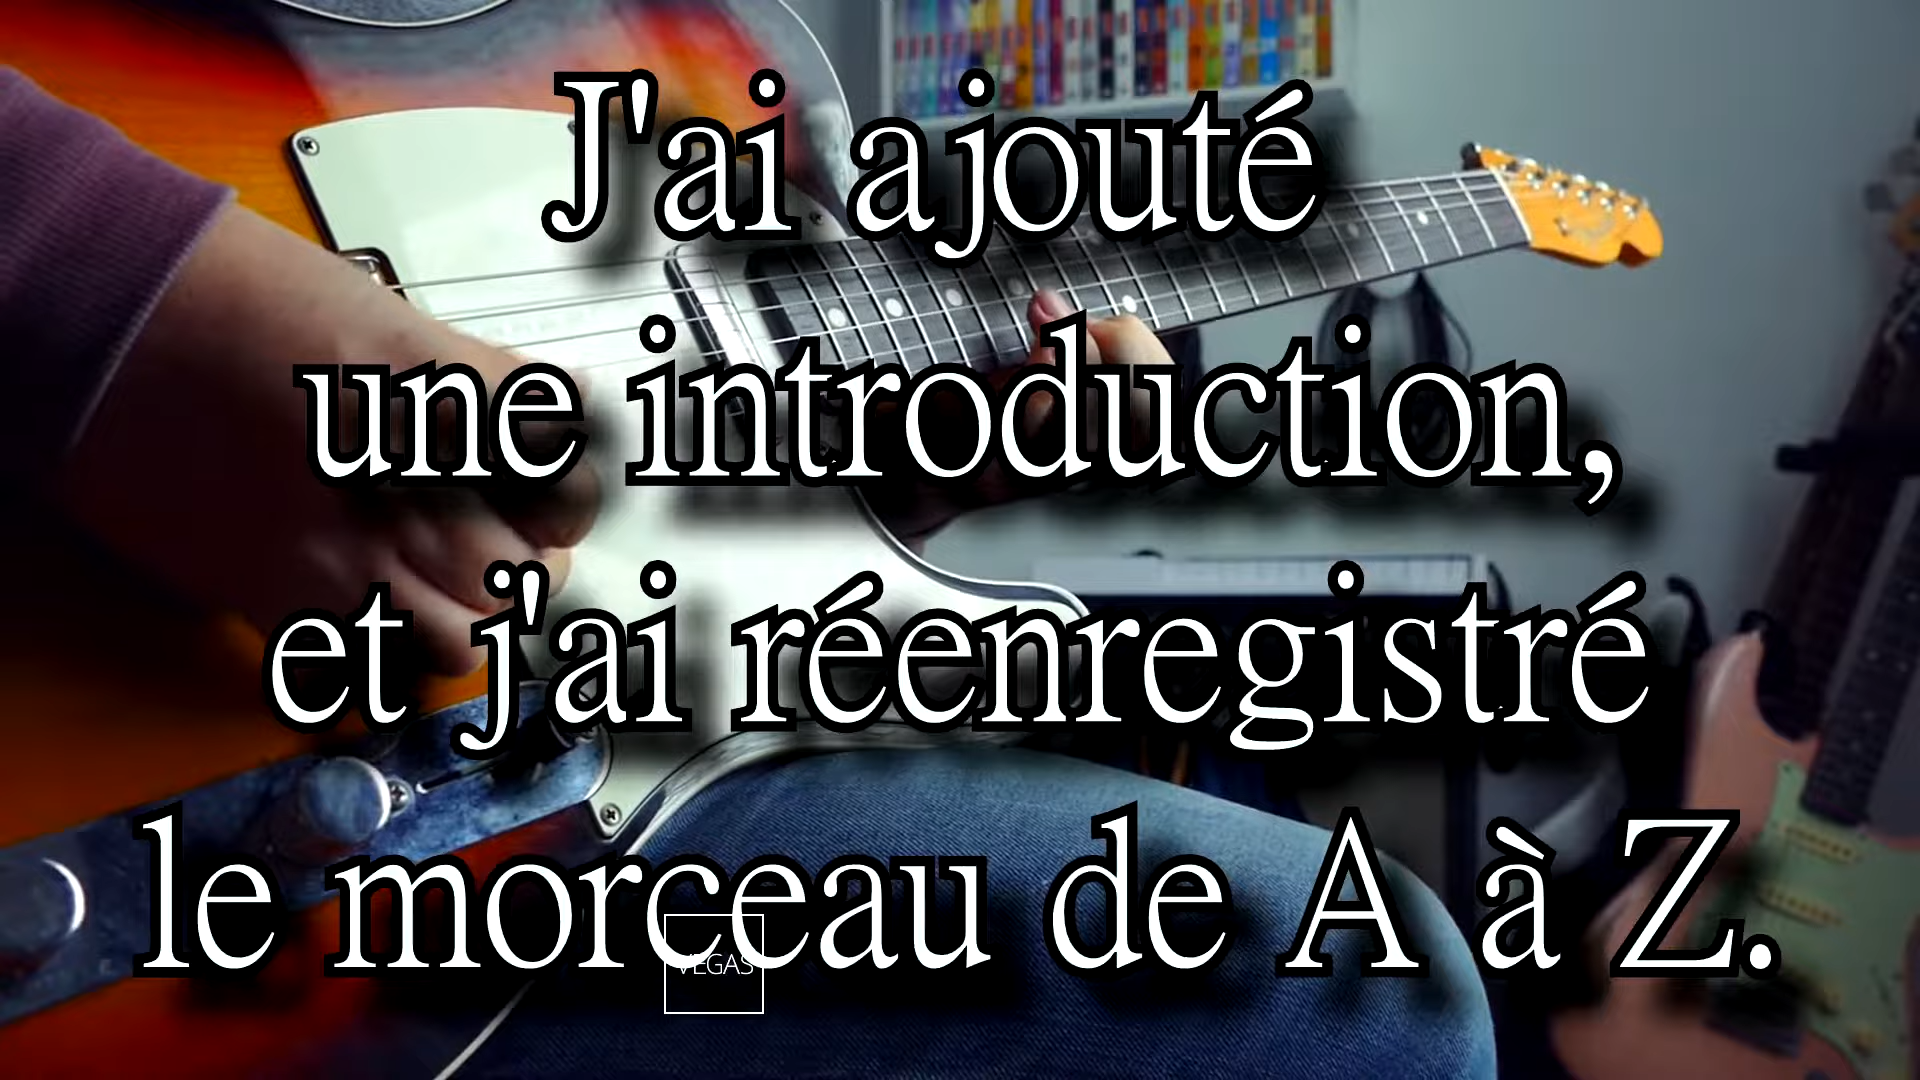 J'ai ajouté
une introduction,
et j'ai réenregistré
le morceau de A à Z.
VEGAS